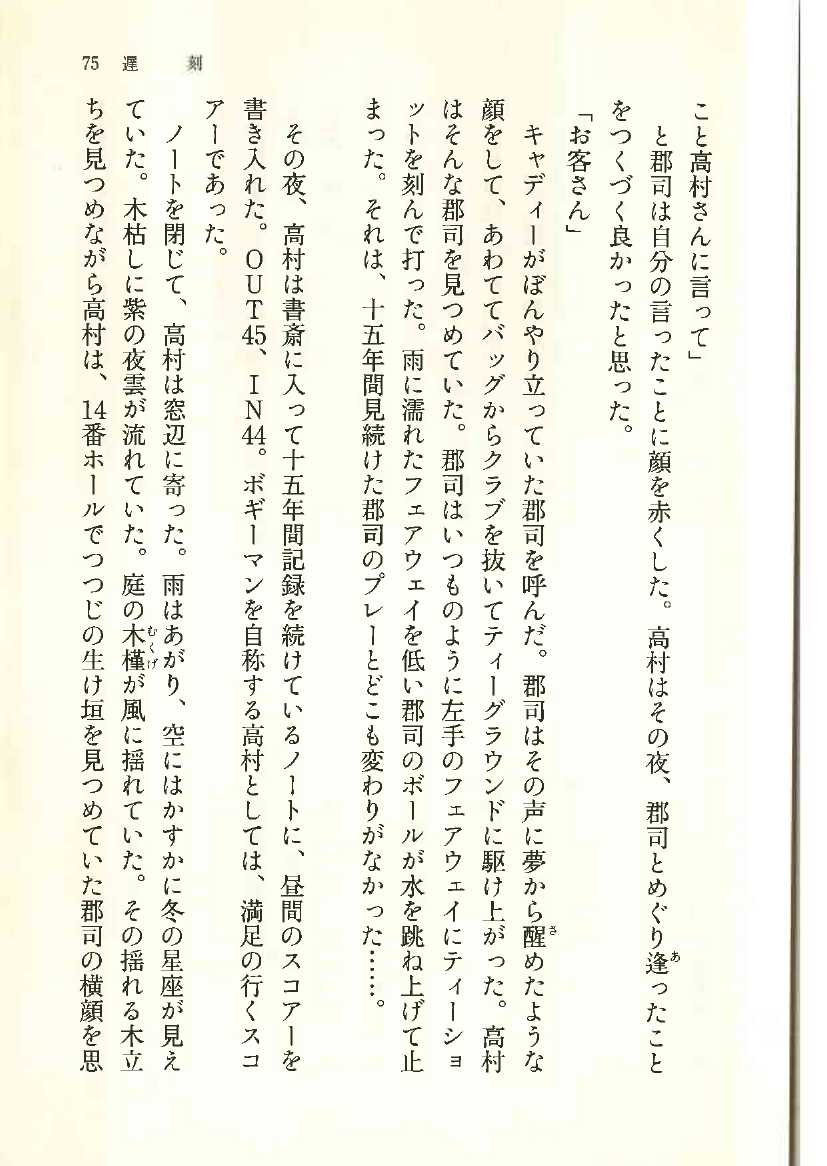 75 遅刻
こと高村さんに言って」
と郡司は自分の言ったことに顔を赤くした。高村はその夜、郡司とめぐり逢ったこと
をつくづく良かったと思った。
「お客さん」
キャディーがぼんやり立っていた郡司を呼んだ。郡司はその声に夢から醒めたような
顔をして、あわててバッグからクラブを抜いてティーグラウンドに駆け上がった。高村
はそんな郡司を見つめていた。郡司はいつものように左手のフェアウェイにティーショ
ットを刻んで打った。雨に濡れたフェアウェイを低い郡司のボールが水を跳ね上げて止
まった。それは、十五年間見続けた郡司のプレーとどこも変わりがなかった……。
その夜、高村は書斎に入って十五年間記録を続けているノートに、昼間のスコアーを
書き入れた。OUT45、IN44。ボギーマンを自称する高村としては、満足の行くスコ
アーであった。
ノートを閉じて、高村は窓辺に寄った。雨はあがり、空にはかすかに冬の星座が見え
ていた。木枯しに紫の夜雲が流れていた。庭の木槿が風に揺れていた。その揺れる木立
ちを見つめながら高村は、14番ホールでつつじの生け垣を見つめていた郡司の横顔を思